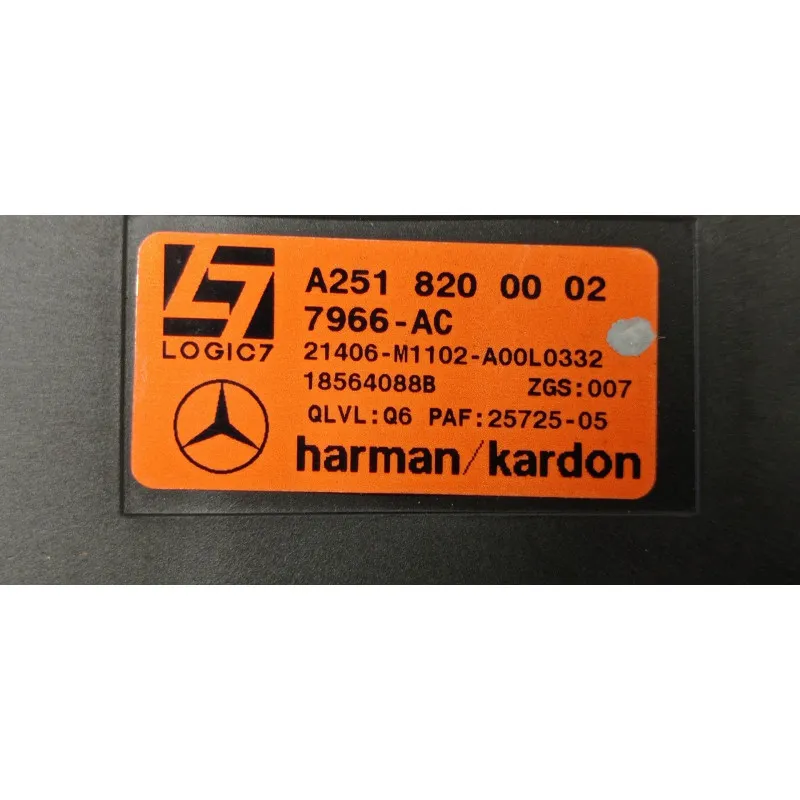 A251 820 00 02
7966-AC
LOGIC7
21406-M1102-A00L0332
18564088B ZGS:007
QLVL:Q6 PAF:25725-05
harman/kardon